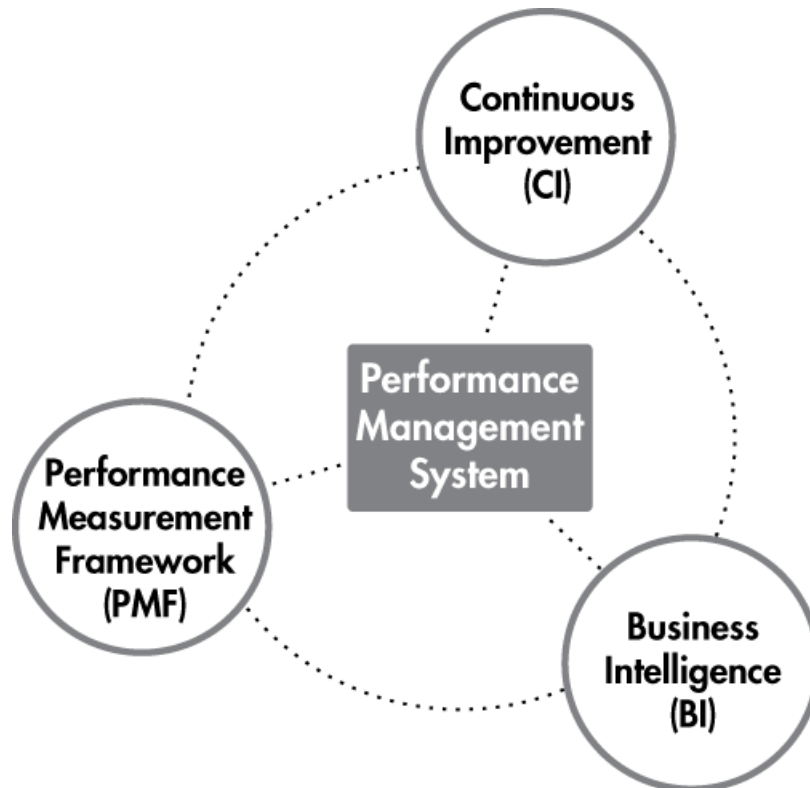 Continuous
Improvement
(CI)
Performance
Management
System
Performance
Measurement
Framework
(PMF)
Business
Intelligence
(BI)